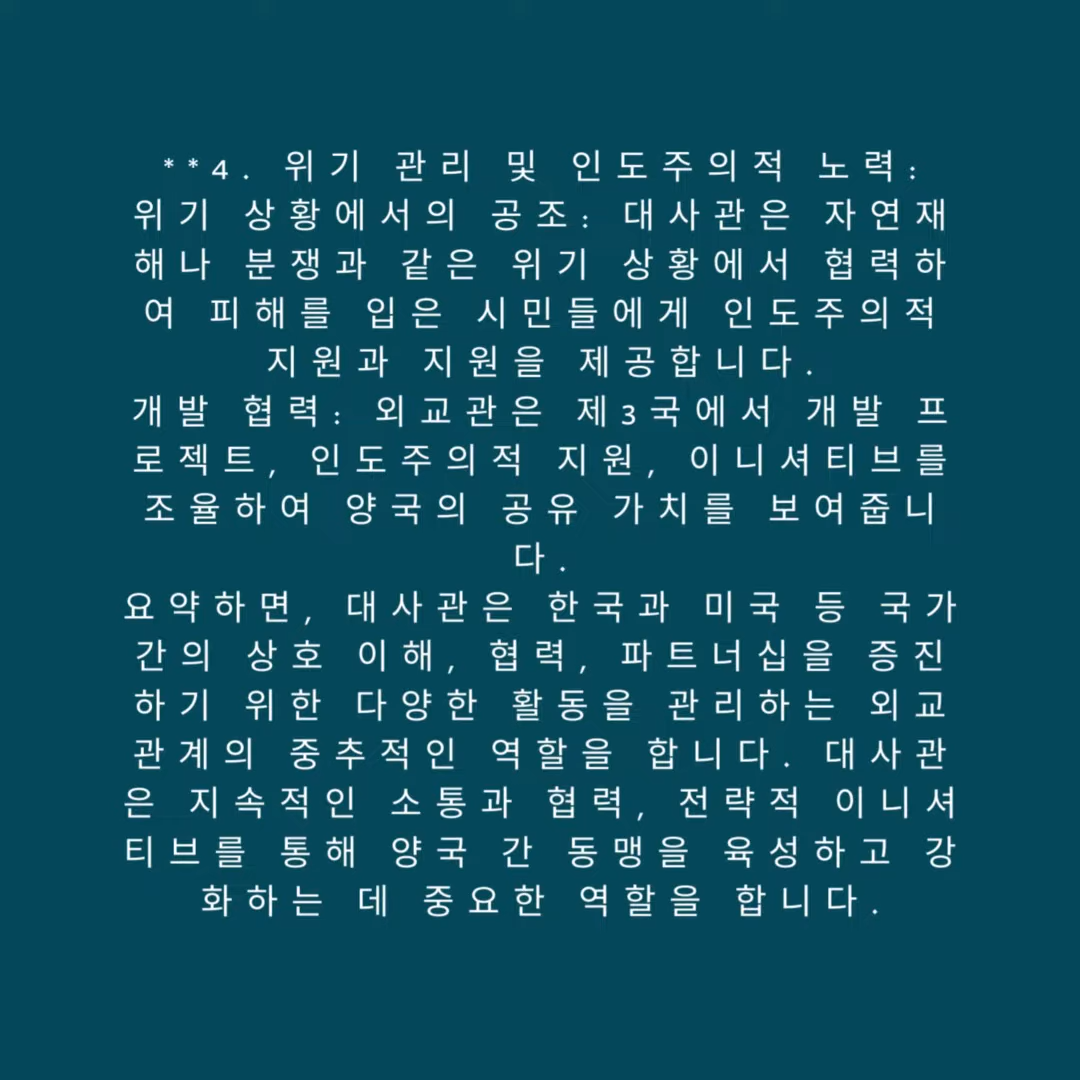 **4. 위기 관리 및 인도주의적 노력:
위기 상황에서의 공조: 대사관은 자연재
해나 분쟁과 같은 위기 상황에서 협력하
여 피해를 입은 시민들에게 인도주의적
지원과 지원을 제공합니다.
개발 협력: 외교관은 제3국에서 개발 프
로젝트, 인도주의적 지원, 이니셔티브를
조율하여 양국의 공유 가치를 보여줍니
다.
요약하면, 대사관은 한국과 미국 등 국가
간의 상호 이해, 협력, 파트너십을 증진
하기 위한 다양한 활동을 관리하는 외교
관계의 중추적인 역할을 합니다. 대사관
은 지속적인 소통과 협력, 전략적 이니셔
티브를 통해 양국 간 동맹을 육성하고 강
화하는 데 중요한 역할을 합니다.